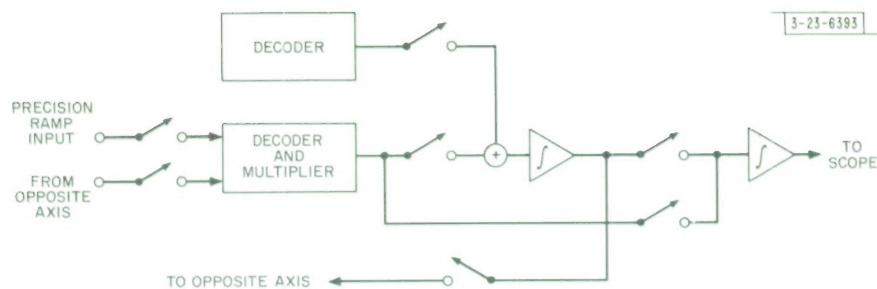 3-23-6393
DECODER
PRECISION
RAMP
INPUT
DECODER
AND
MULTIPLIER
FROM
OPPOSITE
AXIS
+
∫
∫
TO
SCOPE
TO OPPOSITE AXIS